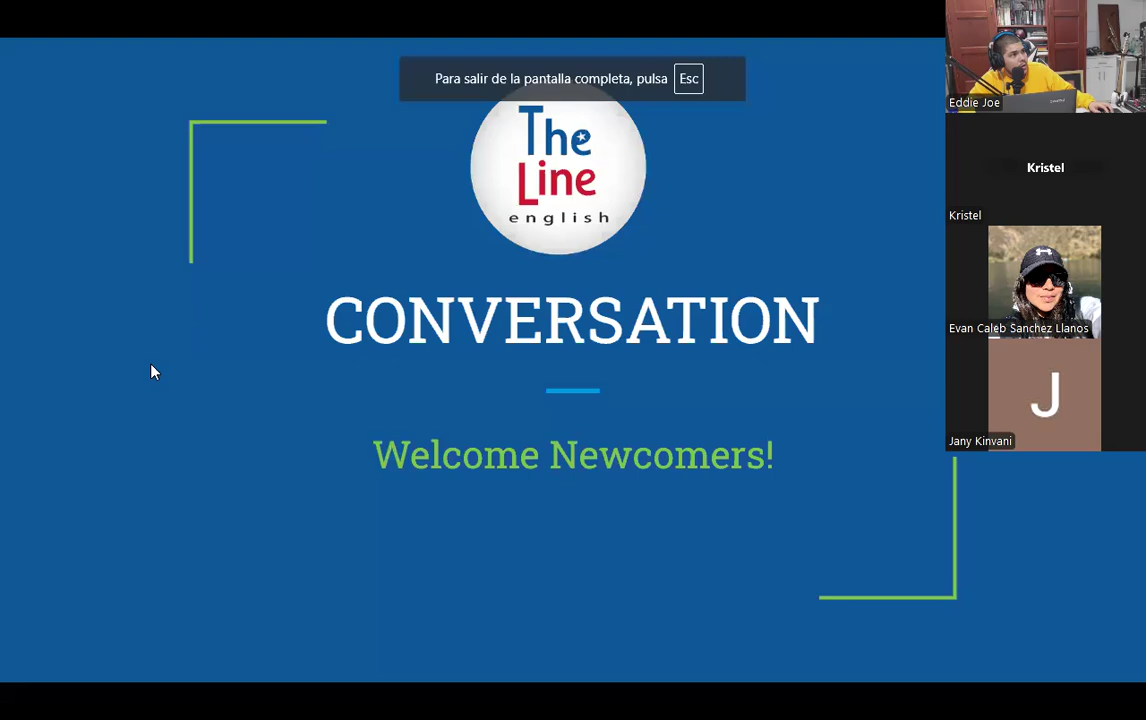 Para salir de la pantalla completa, pulsa Esc
The
Line
english
CONVERSATION
Welcome Newcomers!
Eddie Joe
Kristel
Kristel
Evan Caleb Sanchez Llanos
J
Jany Kinvani